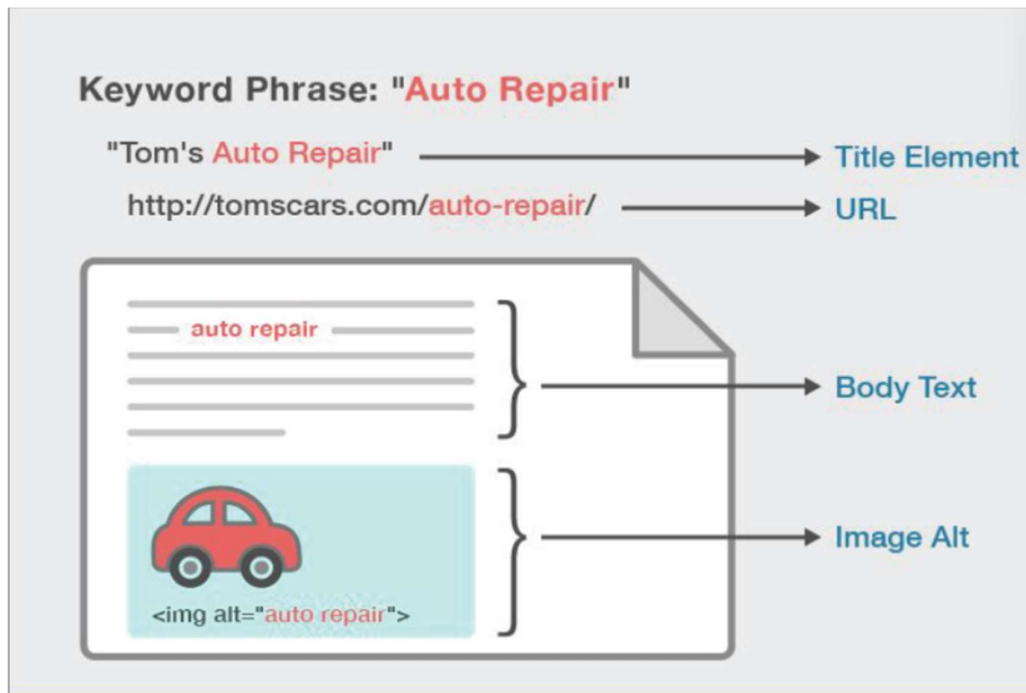 Keyword Phrase: "Auto Repair"
"Tom's Auto Repair"
Title Element
http://tomscars.com/auto-repair/
URL
auto repair
Body Text
Image Alt
<img alt="auto repair">